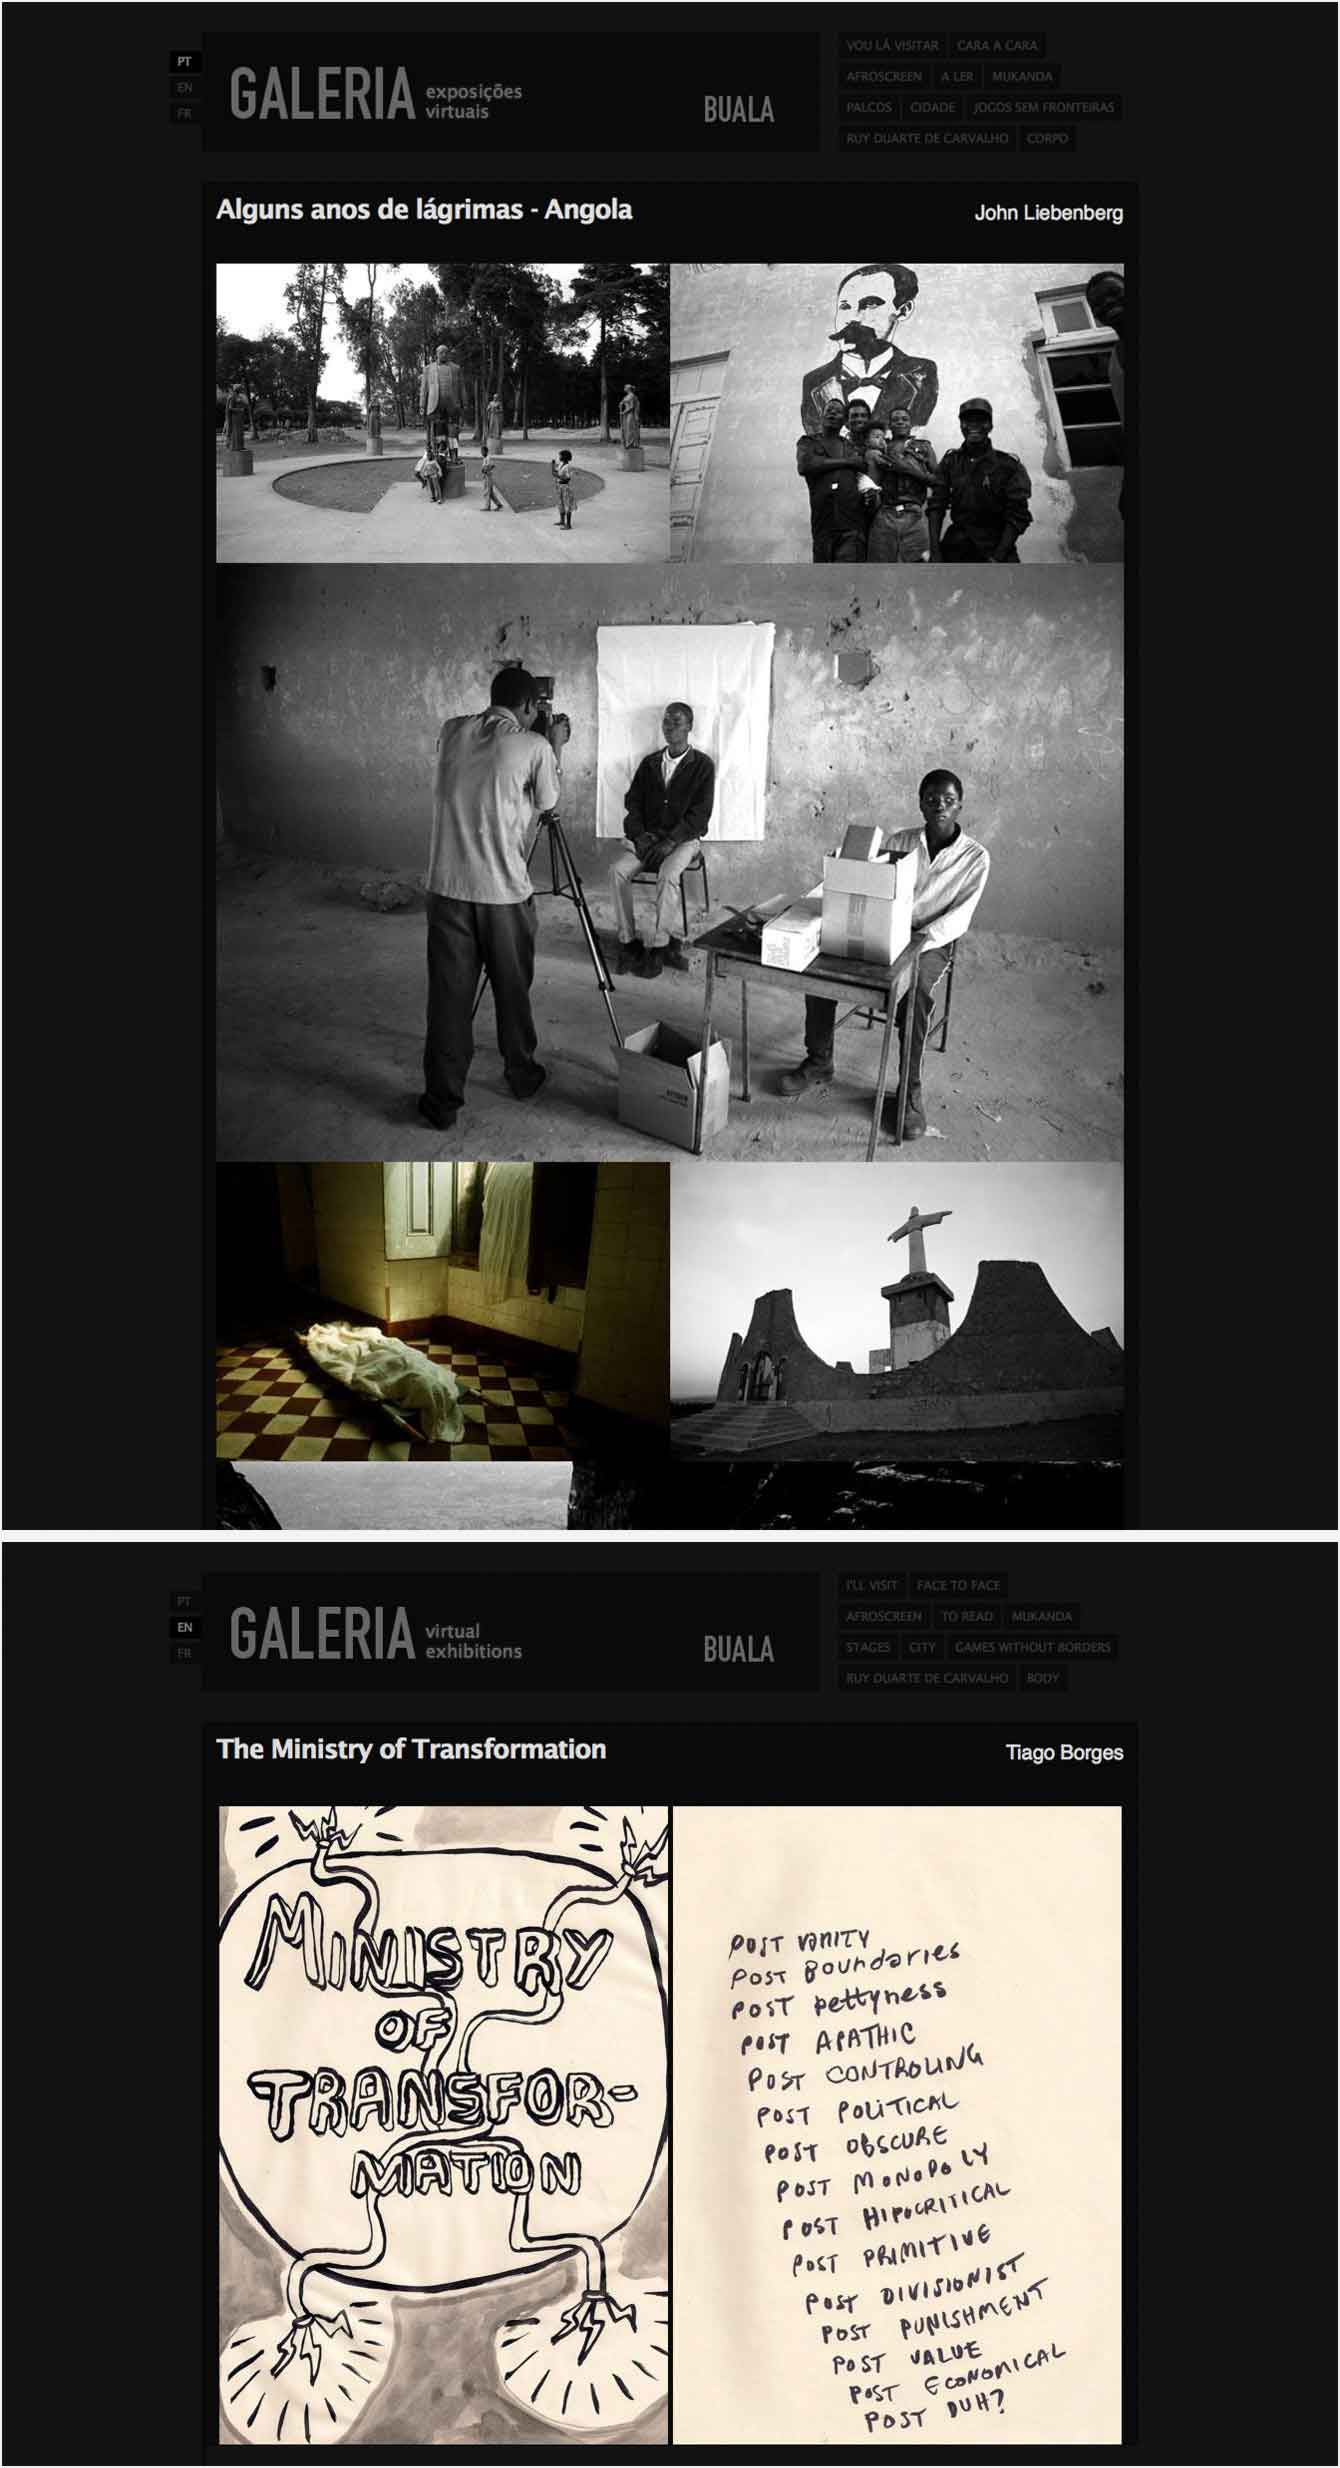 PT
EN
FR
GALERIA exposições
virtuais
BUALA
VOU LÁ VISITAR CARA A CARA
AFROSCREEN A LER MUKANDA
PALCOS CIDADE JOGOS SEM FRONTEIRAS
RUY DUARTE DE CARVALHO CORPO
Alguns anos de lágrimas - Angola
John Liebenberg
PT
EN
FR
GALERIA virtual
exhibitions
BUALA
I'LL VISIT FACE TO FACE
AFROSCREEN TO READ MUKANDA
STAGES CITY GAMES WITHOUT BORDERS
RUY DUARTE DE CARVALHO BODY
The Ministry of Transformation
Tiago Borges
MINISTRY
OF
TRANSFOR-
MATION
POST VANITY
POST Boundaries
POST pettyness
POST APATHIC
POST CONTROLING
POST POLITICAL
POST OBSCURE
POST MONOPOLY
POST HIPOCRITICAL
POST PRIMITIVE
POST DIVISIONIST
POST PUNISHMENT
POST VALUE
POST ECONOMICAL
POST DUH?